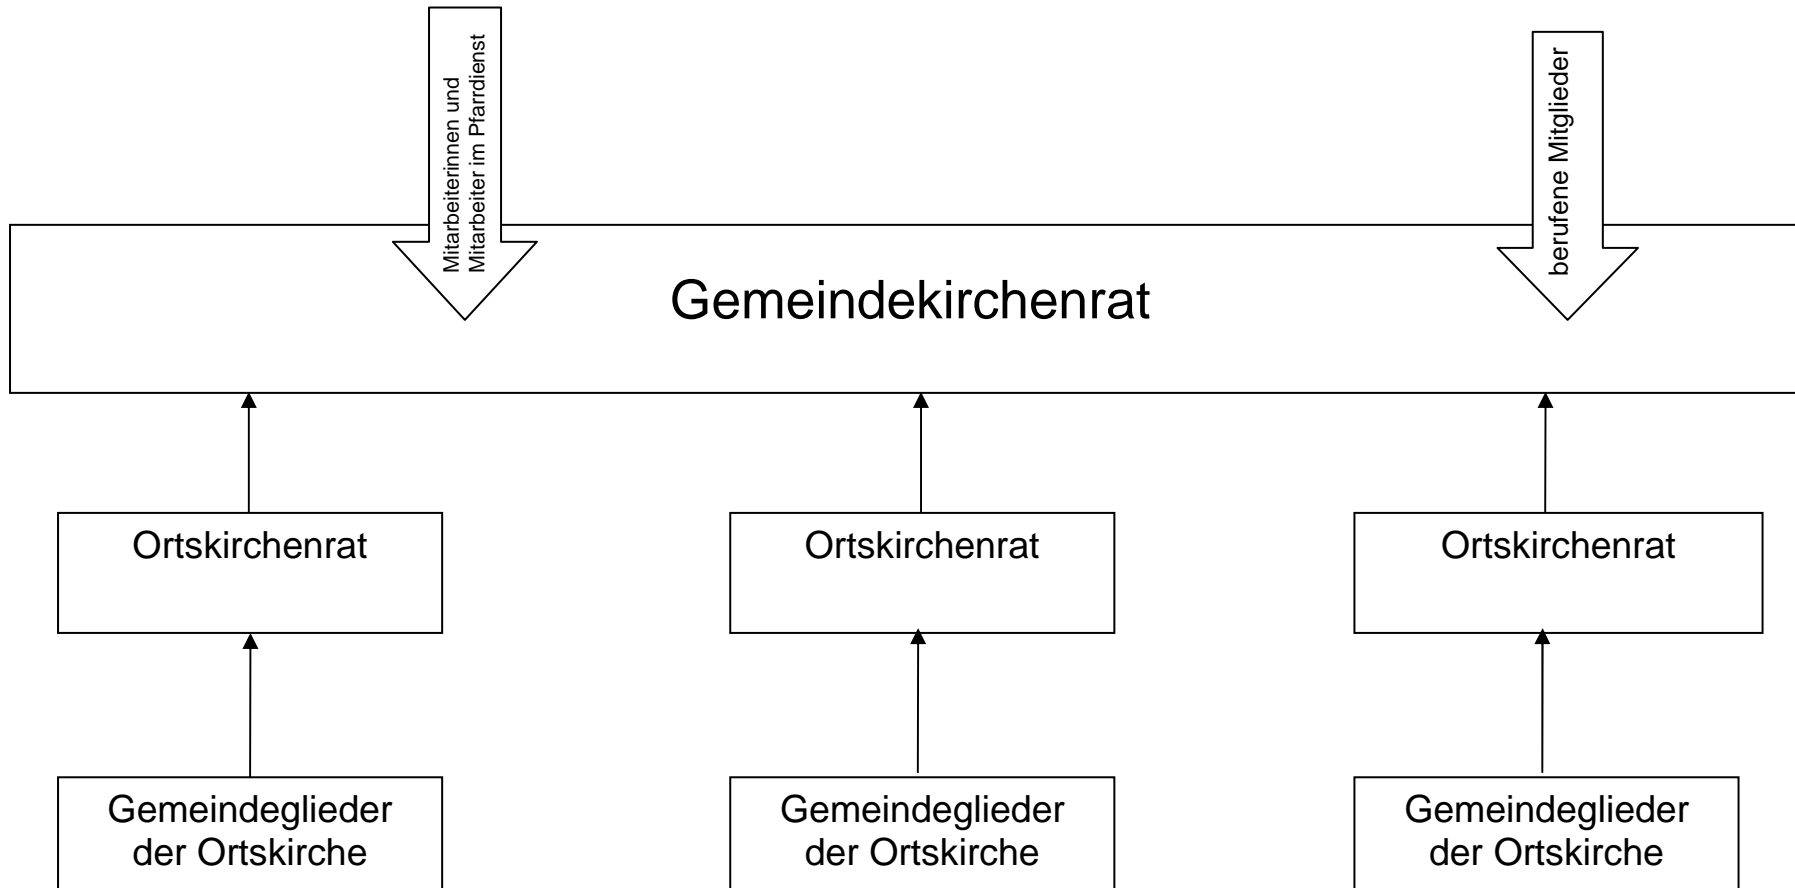 Mitarbeiterinnen und
Mitarbeiter im Pfarrdienst
berufene Mitglieder
Gemeindekirchenrat
Ortskirchenrat
Ortskirchenrat
Ortskirchenrat
Gemeindeglieder
der Ortskirche
Gemeindeglieder
der Ortskirche
Gemeindeglieder
der Ortskirche